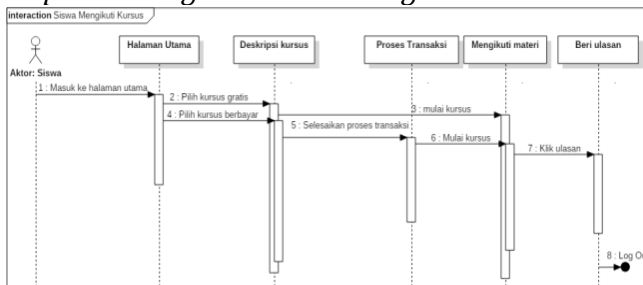 interaction Siswa Mengikuti Kursus
Halaman Utama
Deskripsi kursus
Proses Transaksi
Mengikuti materi
Beri ulasan
Aktor: Siswa
1 : Masuk ke halaman utama
2 : Pilih kursus gratis
3 : mulai kursus
4 : Pilih kursus berbayar
5 : Selesaikan proses transaksi
6 : Mulai kursus
7 : Klik ulasan
8 : Log Ou